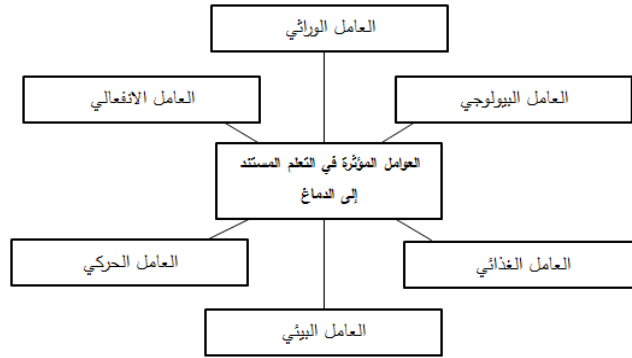 العامل الوراثي
العامل البيولوجي
العامل الانفعالي
العوامل المؤثرة في التعلم المستند
إلى الدماغ
العامل الغذائي
العامل الحركي
العامل البيئي